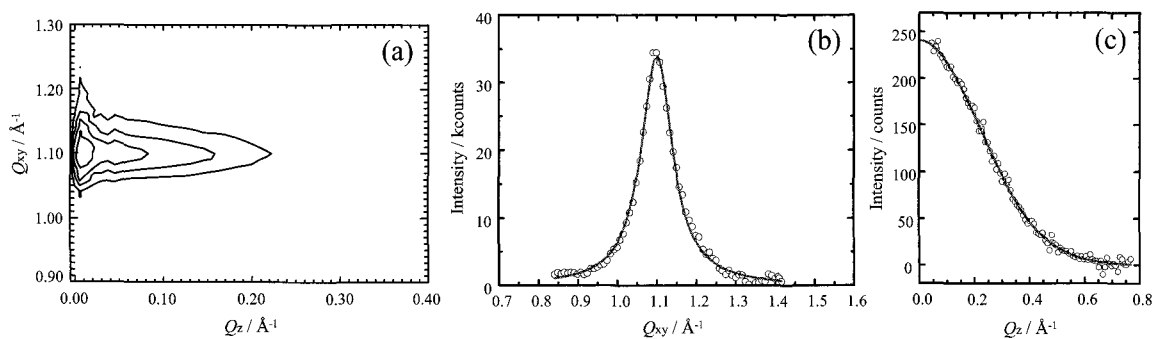 (a)
1.30
1.20
1.10
1.00
0.90
Qxy / Å-1
0.00 0.10 0.20 0.30 0.40
Qz / Å-1
(b)
40
30
20
10
0
Intensity / kcounts
0.7 0.8 0.9 1.0 1.1 1.2 1.3 1.4 1.5 1.6
Qxy / Å-1
(c)
250
200
150
100
50
0
Intensity / counts
0.0 0.2 0.4 0.6 0.8
Qz / Å-1